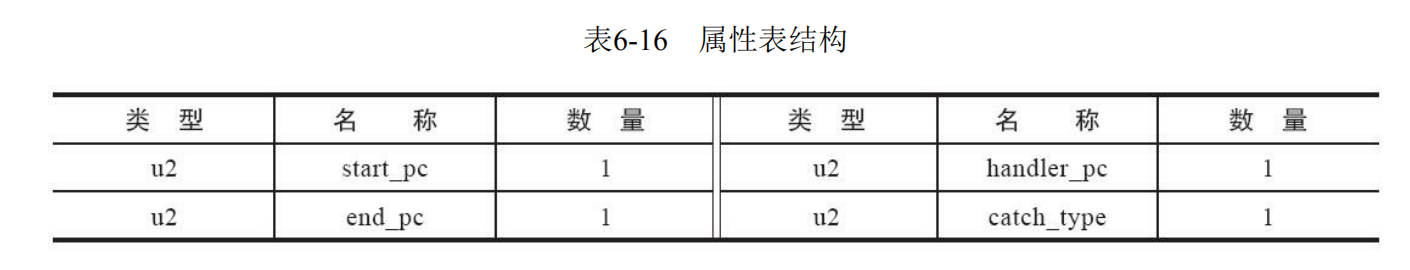 表6-16 属性表结构
类 型 名 称 数 量 类 型 名 称 数 量
u2 start_pc 1 u2 handler_pc 1
u2 end_pc 1 u2 catch_type 1